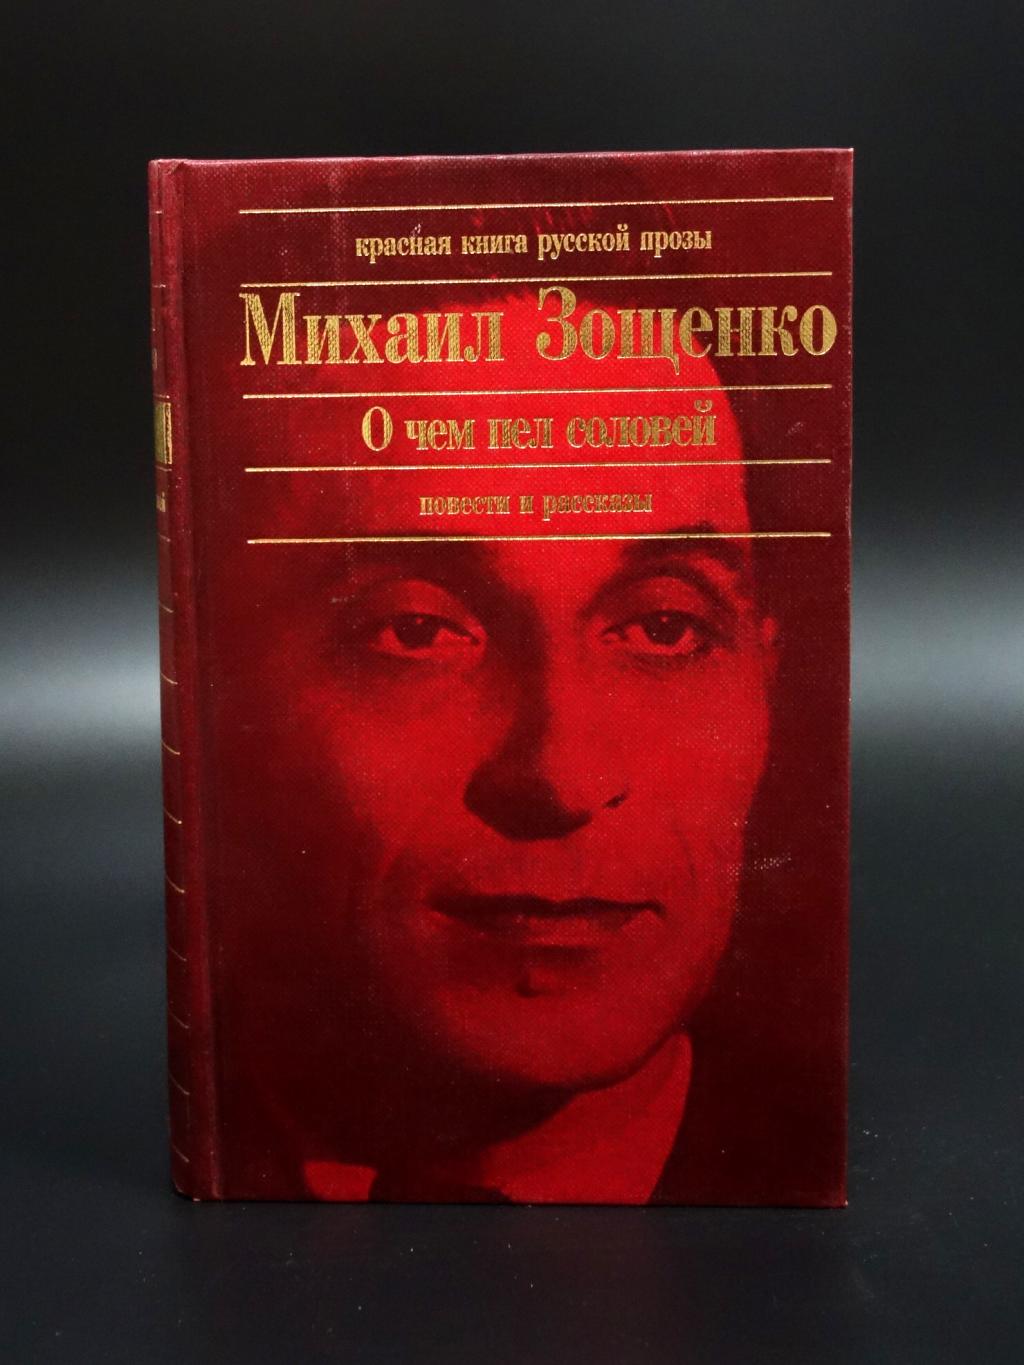 красная книга русской прозы
Михаил Зощенко
О чем пел соловей
повести и рассказы